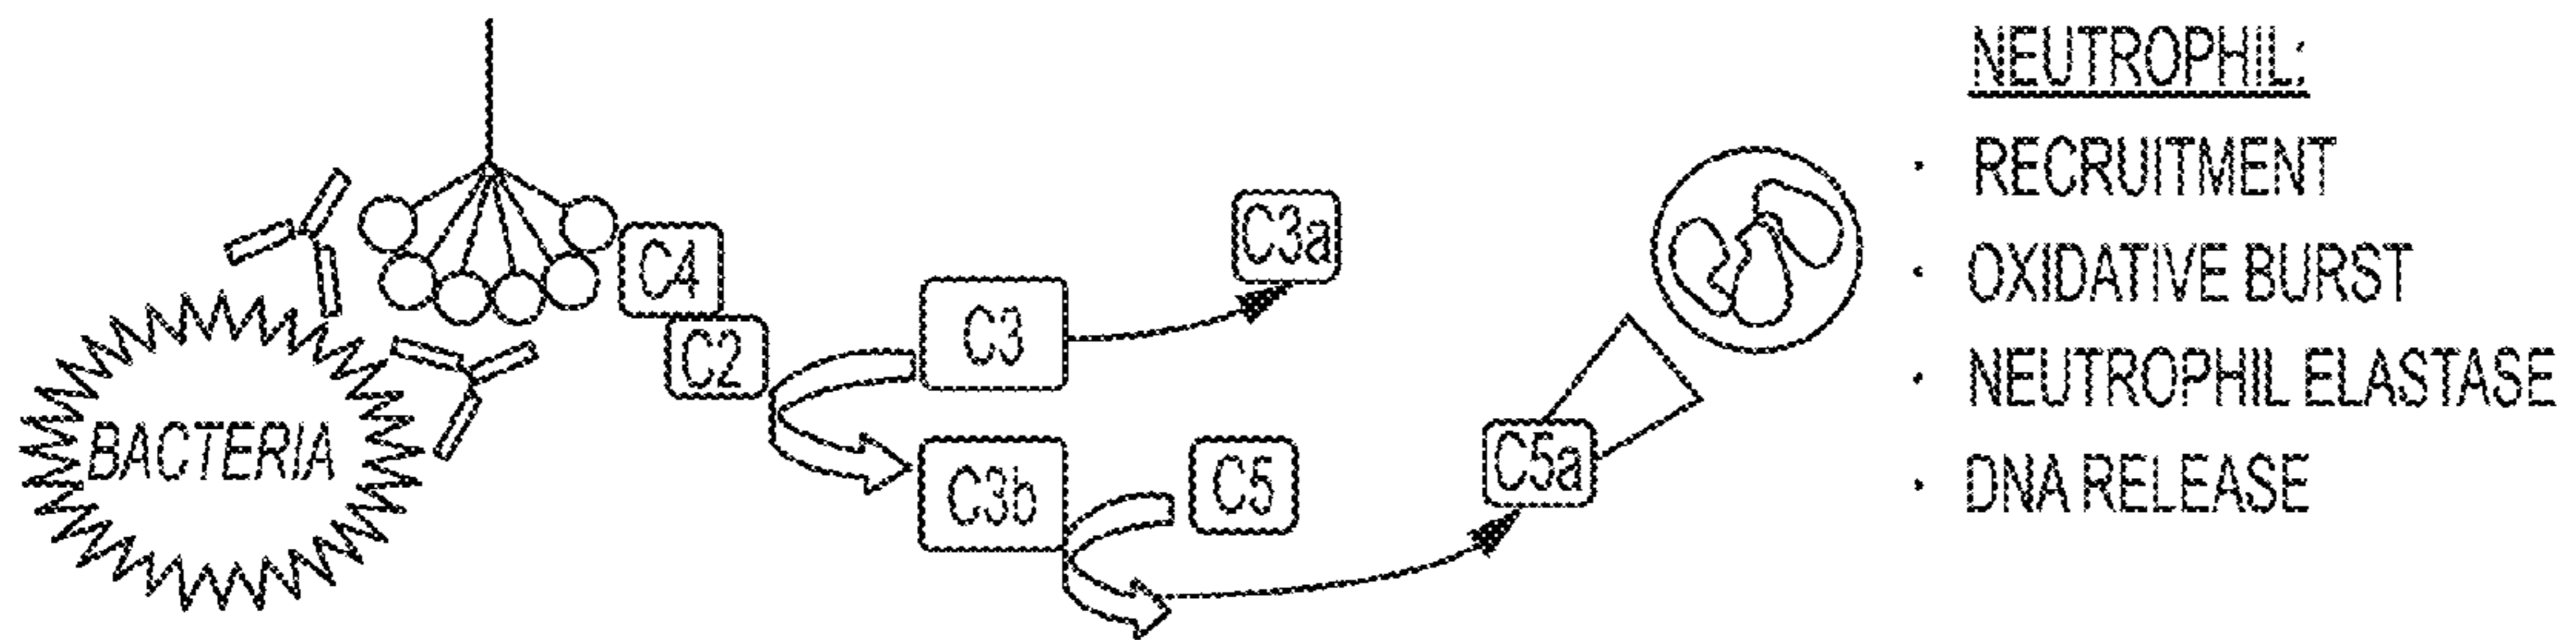 NEUTROPHIL:
· RECRUITMENT
· OXIDATIVE BURST
· NEUTROPHIL ELASTASE
· DNA RELEASE
C3a
C4
C3
C2
BACTERIA
C3b
C5
C5a